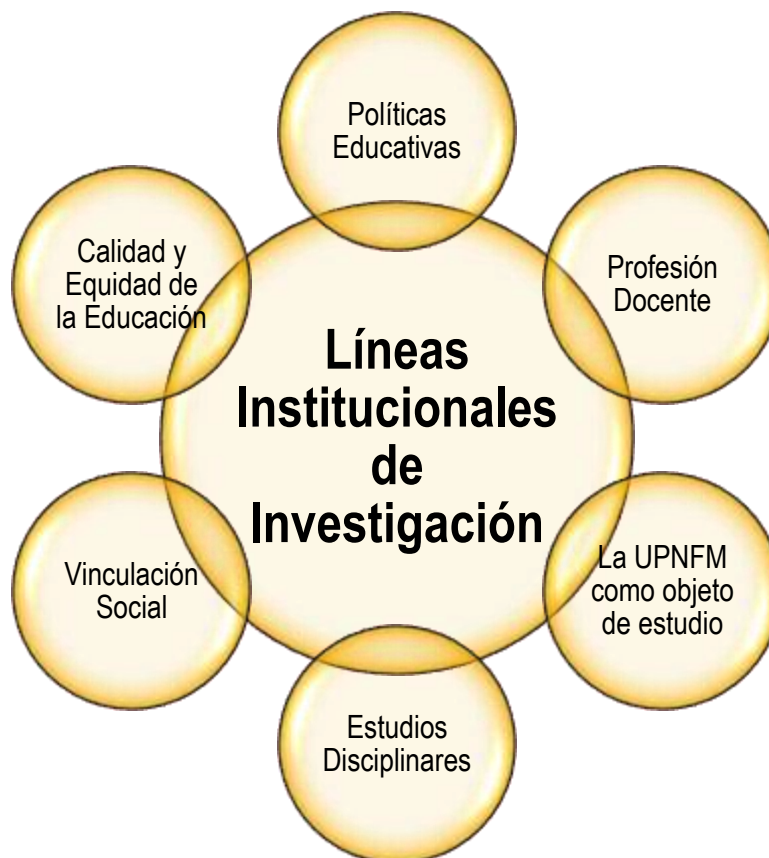 Políticas
Educativas
Calidad y
Equidad de
la Educación
Profesión
Docente
Líneas
Institucionales
de
Investigación
Vinculación
Social
La UPNFM
como objeto
de estudio
Estudios
Disciplinares